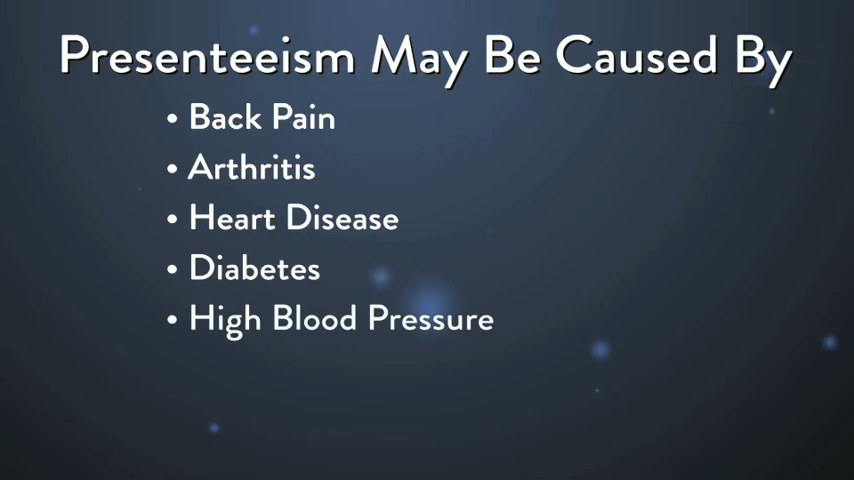 Presenteeism May Be Caused By
• Back Pain
• Arthritis
• Heart Disease
• Diabetes
• High Blood Pressure